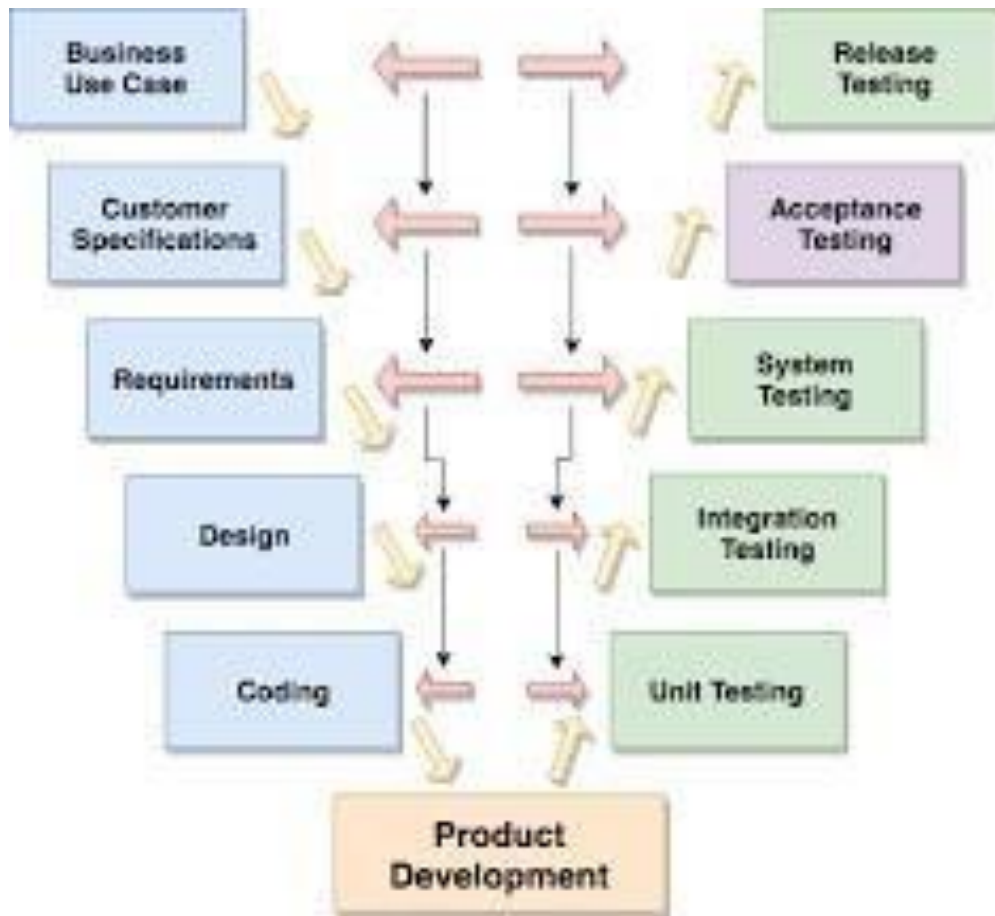 Business
Use Case
Release
Testing
Customer
Specifications
Acceptance
Testing
Requirements
System
Testing
Design
Integration
Testing
Coding
Unit Testing
Product
Development